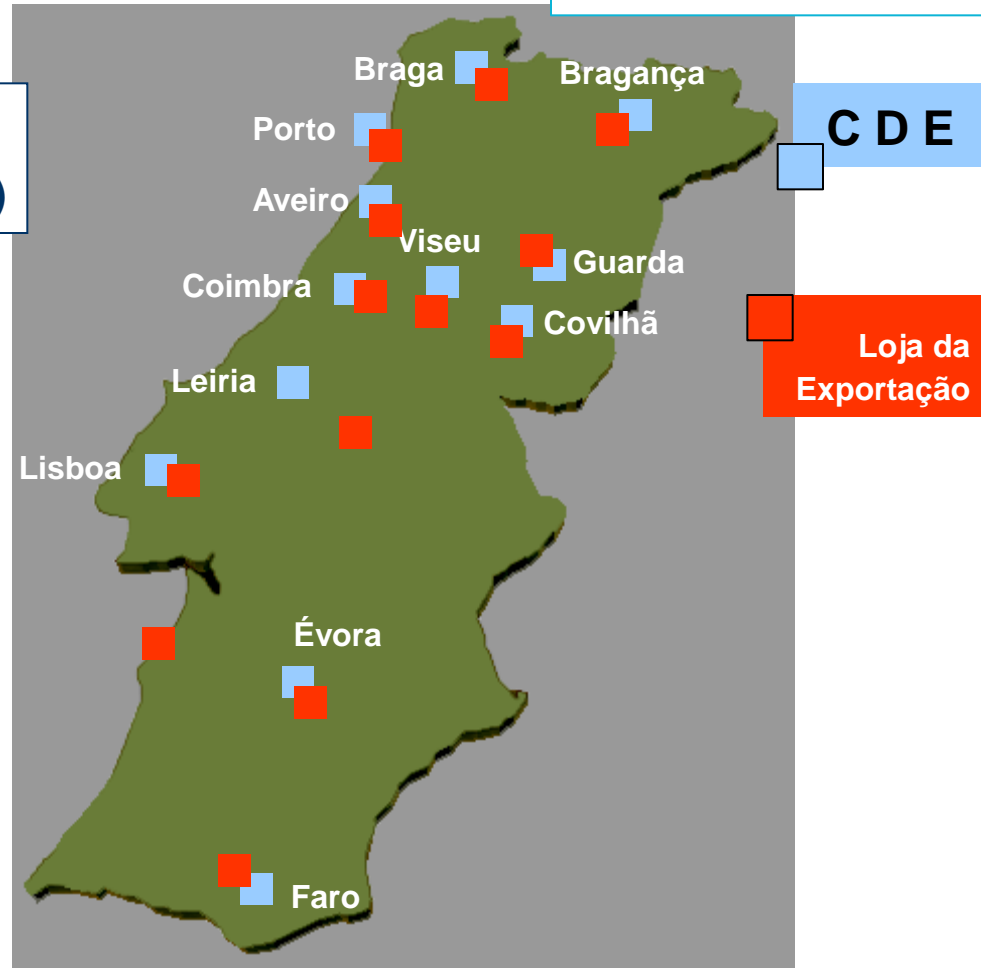 Braga
Bragança
Porto
C D E
Aveiro
Viseu
Guarda
Coimbra
Covilhã
Loja da
Exportação
Leiria
Lisboa
Évora
Faro